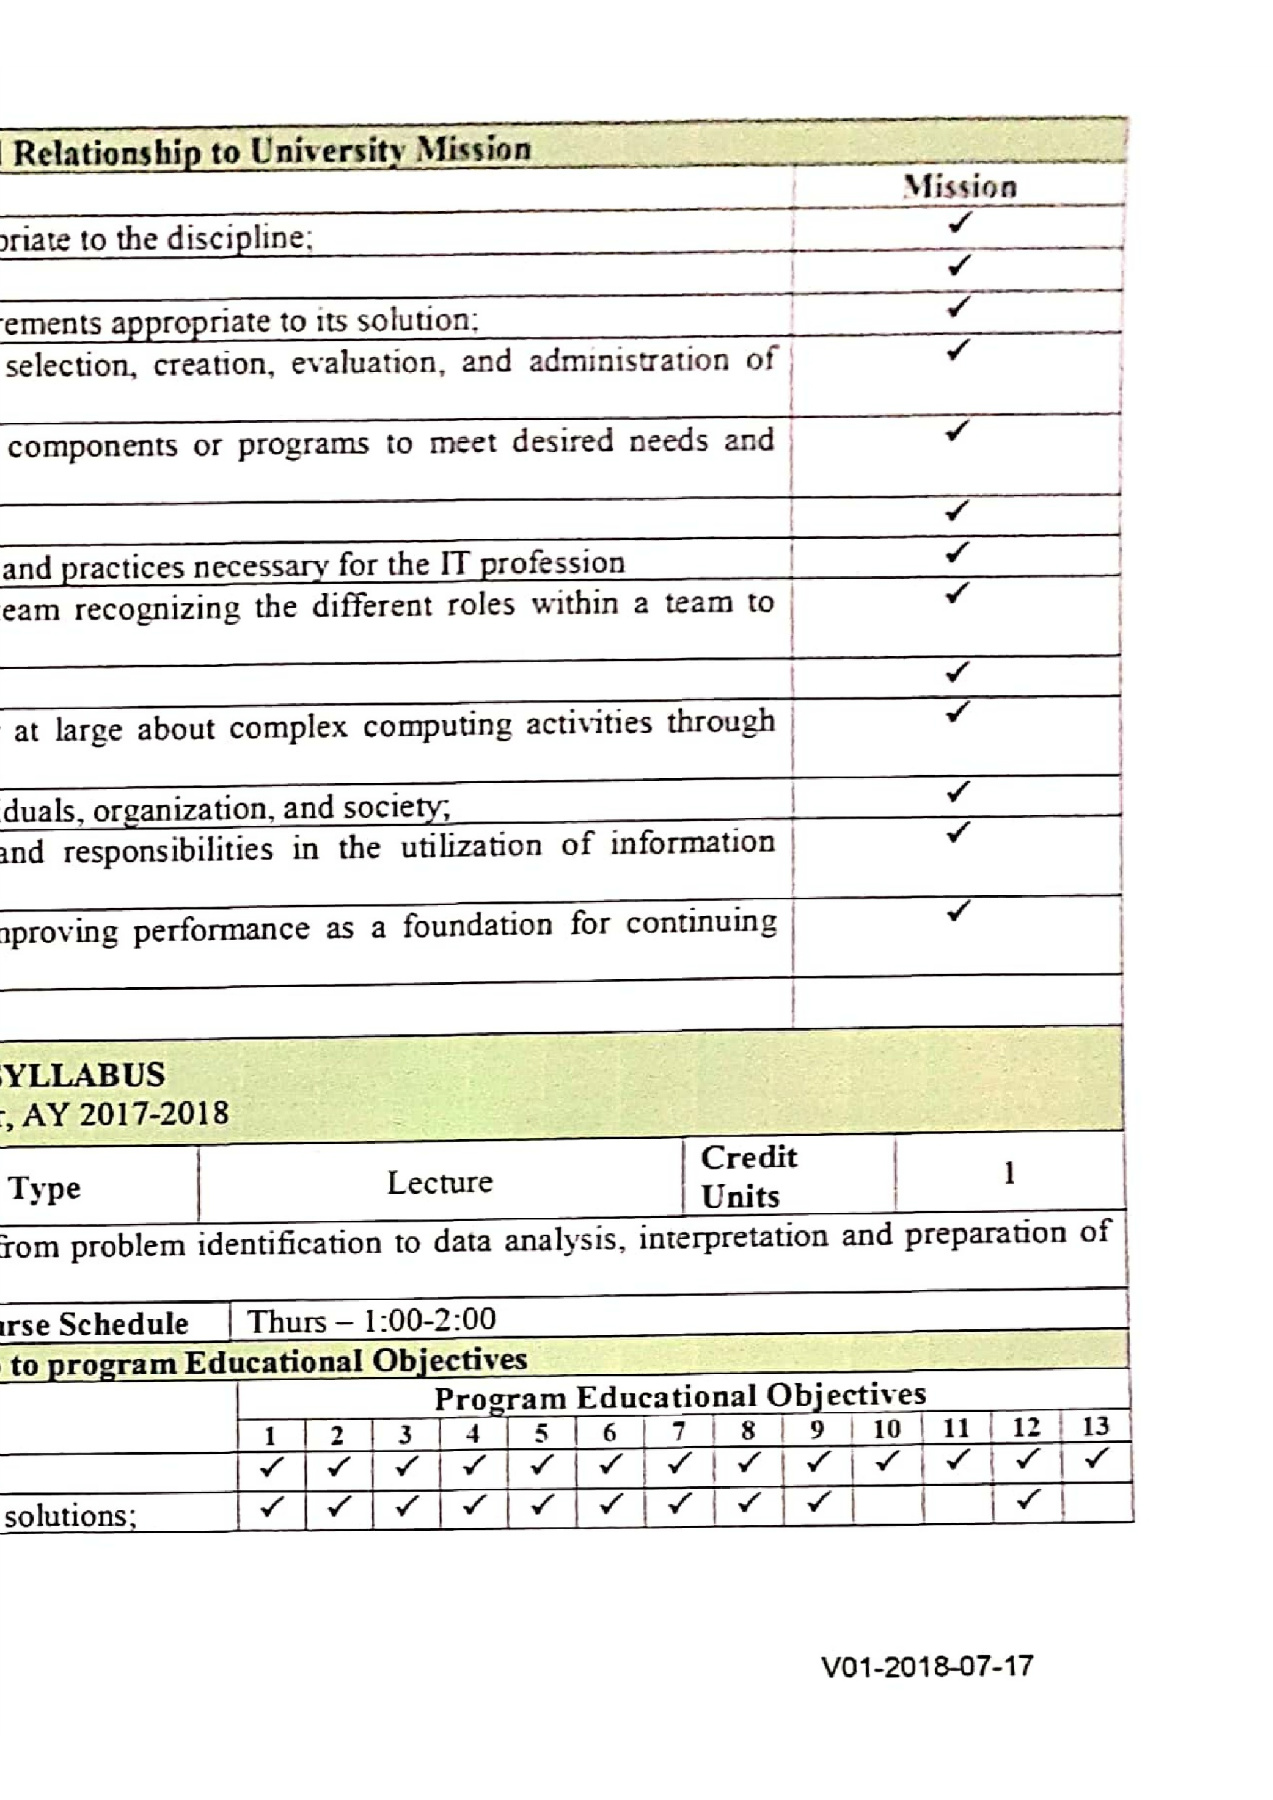 Relationship to University Mission
Mission
priate to the discipline; ✓
✓
ements appropriate to its solution; ✓
selection, creation, evaluation, and administration of ✓
components or programs to meet desired needs and ✓
✓
and practices necessary for the IT profession ✓
eam recognizing the different roles within a team to ✓
✓
at large about complex computing activities through ✓
duals, organization, and society; ✓
and responsibilities in the utilization of information ✓
nproving performance as a foundation for continuing ✓
SYLLABUS
r, AY 2017-2018
Type Lecture Credit Units 1
from problem identification to data analysis, interpretation and preparation of
urse Schedule Thurs – 1:00-2:00
to program Educational Objectives
Program Educational Objectives
1 2 3 4 5 6 7 8 9 10 11 12 13
✓ ✓ ✓ ✓ ✓ ✓ ✓ ✓ ✓ ✓ ✓ ✓ ✓
solutions; ✓ ✓ ✓ ✓ ✓ ✓ ✓ ✓ ✓ ✓
V01-2018-07-17